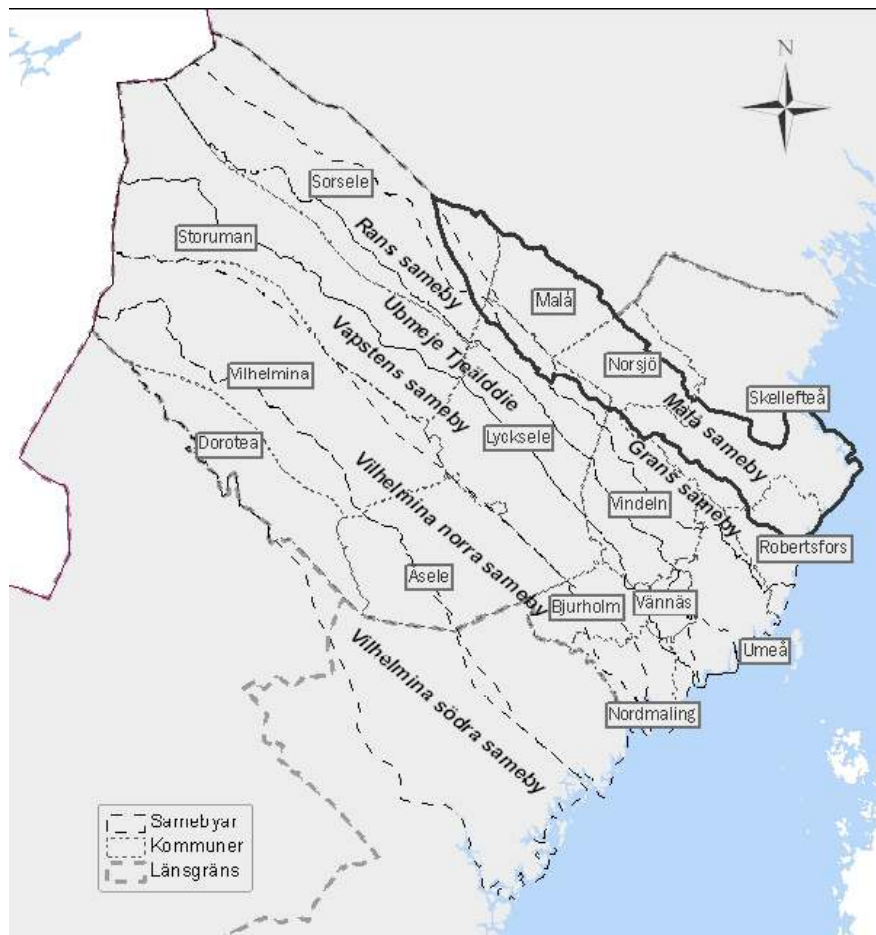 N
Sorsele
Storuman
Rans sameby
Malå
Ubmeje Tjeälddie
Vapstens sameby
Norsjö
Vilhelmina
Skellefteå
Malå sameby
Dorotea
Lycksele
Grans sameby
Vindeln
Vilhelmina norra sameby
Robertsfors
Åsele
Bjurholm
Vännäs
Umeå
Vilhelmina södra sameby
Nordmaling
Samebyar
Kommuner
Länsgräns